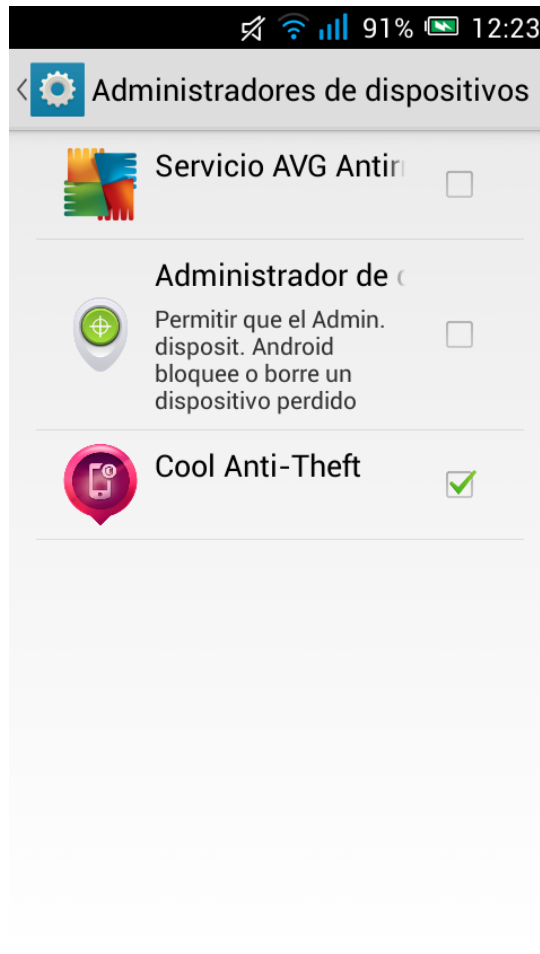 91% 12:23
Administradores de dispositivos
Servicio AVG
Administrador de
Permitir que el Admin.
disposit. Android
bloquee o borre un
dispositivo perdido
Cool Anti-Theft